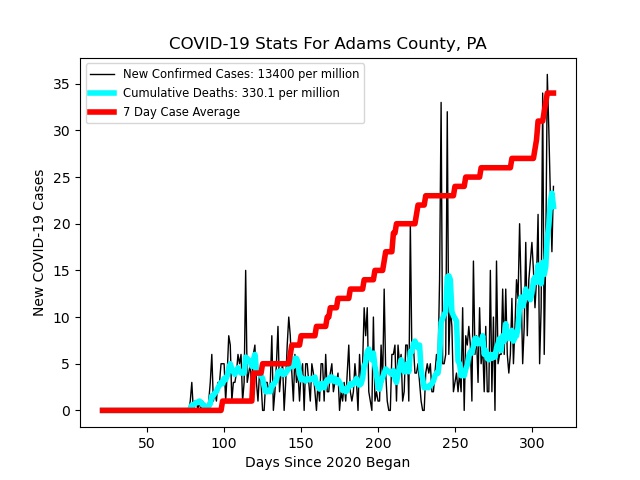 COVID-19 Stats For Adams County, PA
New Confirmed Cases: 13400 per million
Cumulative Deaths: 330.1 per million
7 Day Case Average
New COVID-19 Cases
35
30
25
20
15
10
5
0
50 100 150 200 250 300
Days Since 2020 Began